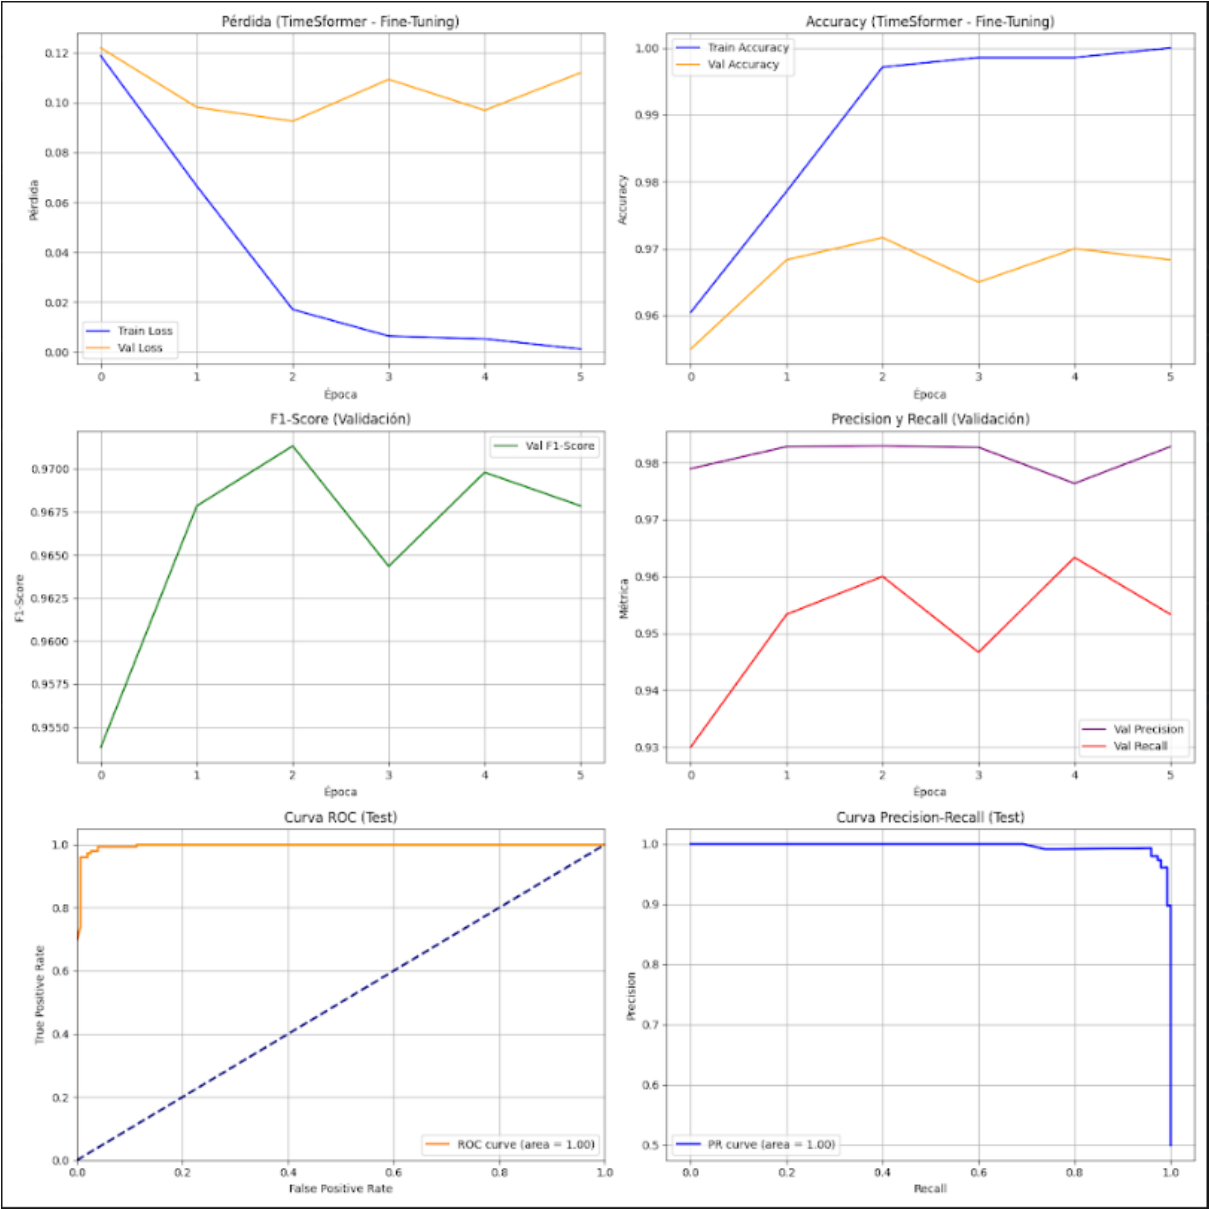 Pérdida (TimeSformer - Fine-Tuning)
0.12
0.10
0.08
0.06
0.04
0.02
0.00
Pérdida
Train Loss
Val Loss
0 1 2 3 4 5
Época
Accuracy (TimeSformer - Fine-Tuning)
Train Accuracy
Val Accuracy
1.00
0.99
0.98
0.97
0.96
Accuracy
0 1 2 3 4 5
Época
F1-Score (Validación)
Val F1-Score
0.9700
0.9675
0.9650
0.9625
0.9600
0.9575
0.9550
F1-Score
0 1 2 3 4 5
Época
Precision y Recall (Validación)
0.98
0.97
0.96
0.95
0.94
0.93
Métrica
Val Precision
Val Recall
0 1 2 3 4 5
Época
Curva ROC (Test)
1.0
0.8
0.6
0.4
0.2
0.0
True Positive Rate
ROC curve (area = 1.00)
0.0 0.2 0.4 0.6 0.8 1.0
False Positive Rate
Curva Precision-Recall (Test)
1.0
0.9
0.8
0.7
0.6
0.5
Precision
PR curve (area = 1.00)
0.0 0.2 0.4 0.6 0.8 1.0
Recall